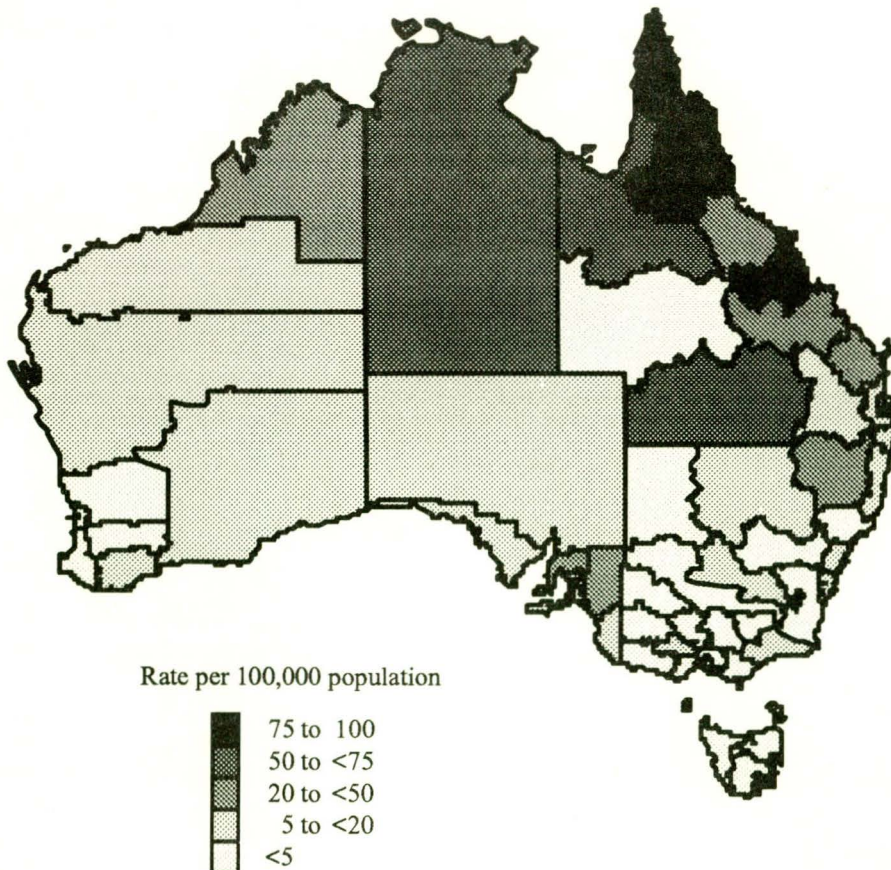 Rate per 100,000 population
75 to 100
50 to <75
20 to <50
5 to <20
<5